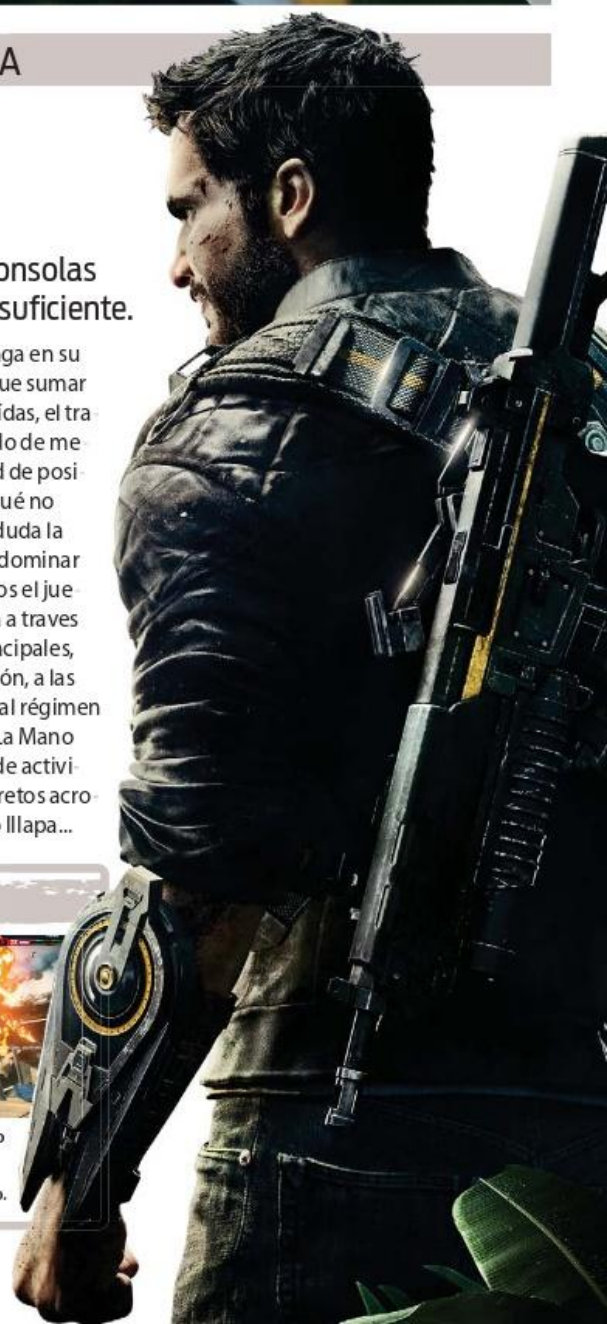 A
onsolas
suficiente.
ga en su
ue sumar
ídas, el tra-
lo de me-
d de posi-
ué no
duda la
dominar
os el jue-
a traves
cipales,
ón, a las
al régimen
La Mano
de activi-
retos acro-
Illapa...
o
o.